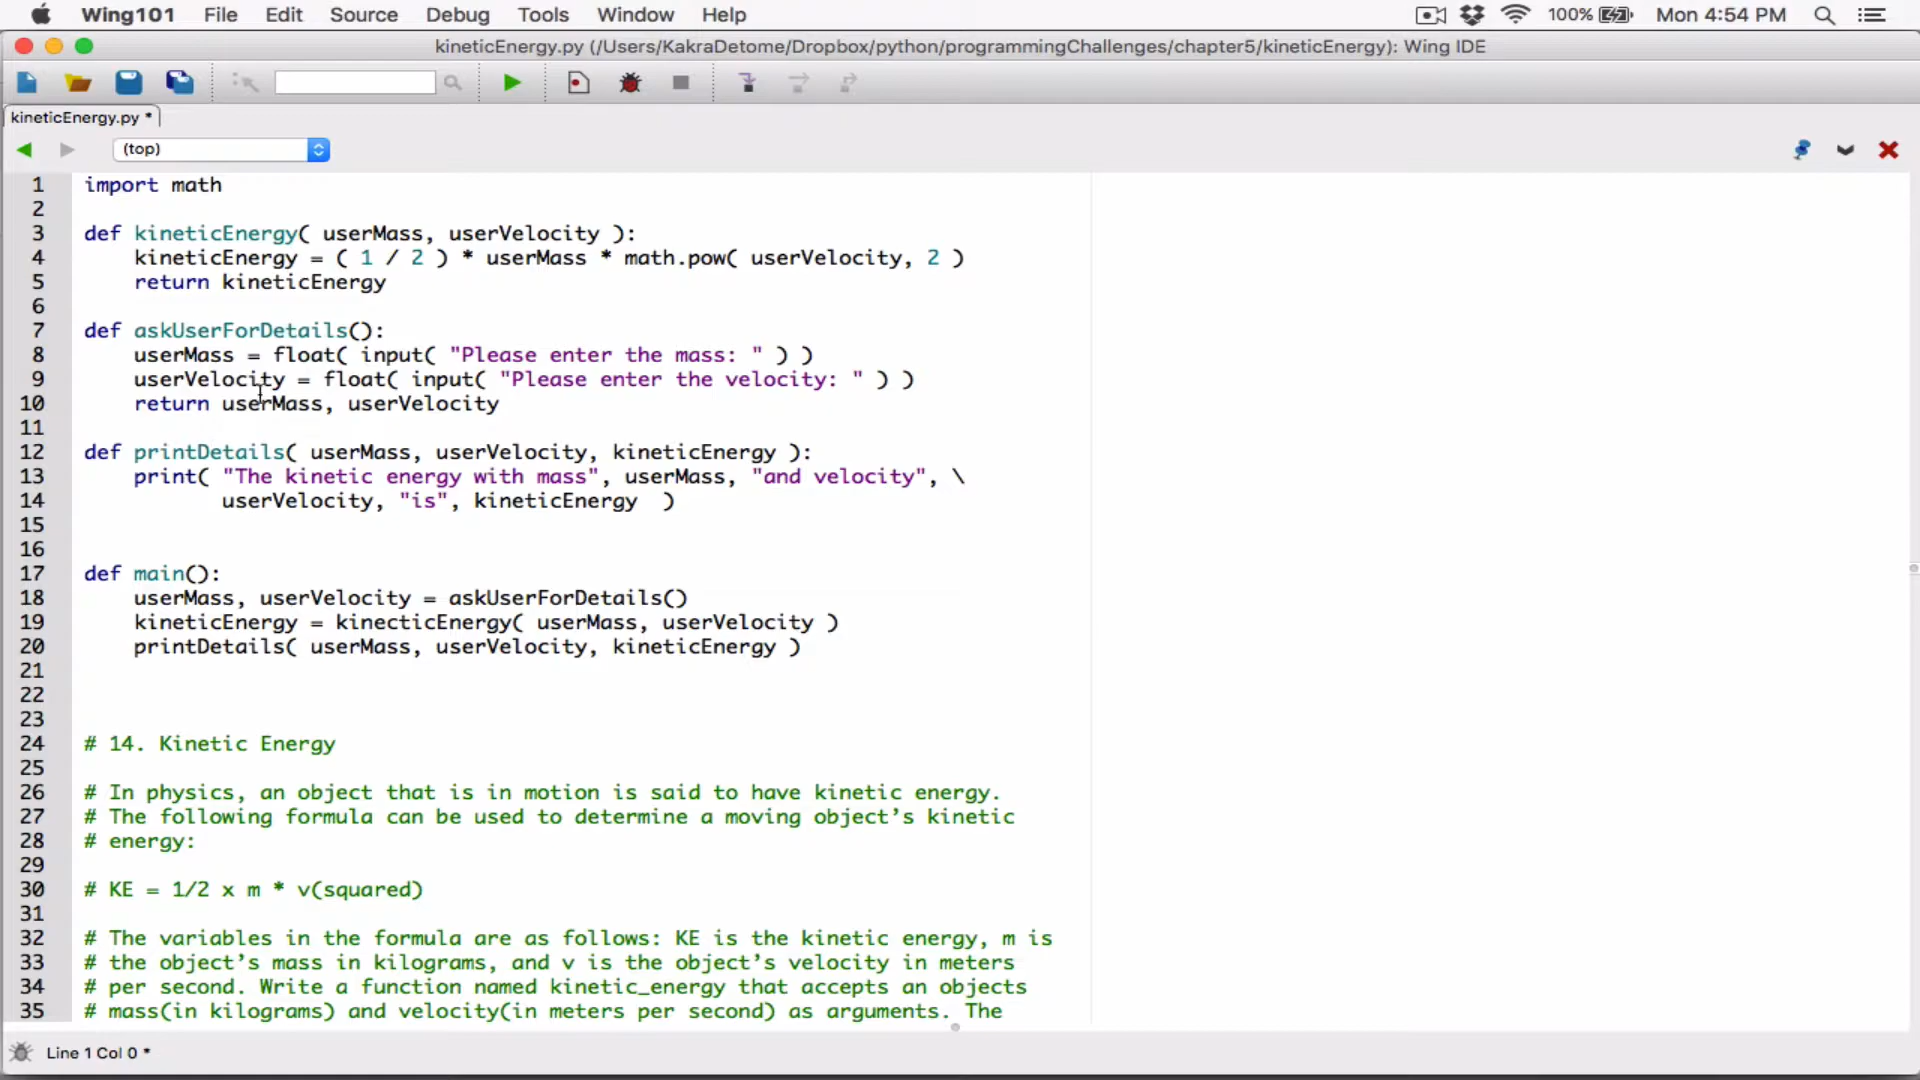 Wing101 File Edit Source Debug Tools Window Help 100% Mon 4:54 PM
kineticEnergy.py (/Users/KakraDetome/Dropbox/python/programmingChallenges/chapter5/kineticEnergy): Wing IDE
kineticEnergy.py *
(top)
1 import math
2
3 def kineticEnergy( userMass, userVelocity ):
4 kineticEnergy = ( 1 / 2 ) * userMass * math.pow( userVelocity, 2 )
5 return kineticEnergy
6
7 def askUserForDetails():
8 userMass = float( input( "Please enter the mass: " ) )
9 userVelocity = float( input( "Please enter the velocity: " ) )
10 return userMass, userVelocity
11
12 def printDetails( userMass, userVelocity, kineticEnergy ):
13 print( "The kinetic energy with mass", userMass, "and velocity", \
14 userVelocity, "is", kineticEnergy  )
15
16
17 def main():
18 userMass, userVelocity = askUserForDetails()
19 kineticEnergy = kinecticEnergy( userMass, userVelocity )
20 printDetails( userMass, userVelocity, kineticEnergy )
21
22
23
24 # 14. Kinetic Energy
25
26 # In physics, an object that is in motion is said to have kinetic energy.
27 # The following formula can be used to determine a moving object’s kinetic
28 # energy:
29
30 # KE = 1/2 x m * v(squared)
31
32 # The variables in the formula are as follows: KE is the kinetic energy, m is
33 # the object’s mass in kilograms, and v is the object’s velocity in meters
34 # per second. Write a function named kinetic_energy that accepts an objects
35 # mass(in kilograms) and velocity(in meters per second) as arguments. The
Line 1 Col 0 *